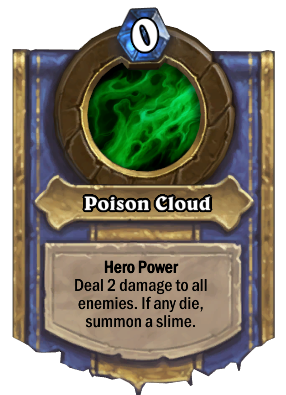 0
Poison Cloud
Hero Power
Deal 2 damage to all
enemies. If any die,
summon a slime.